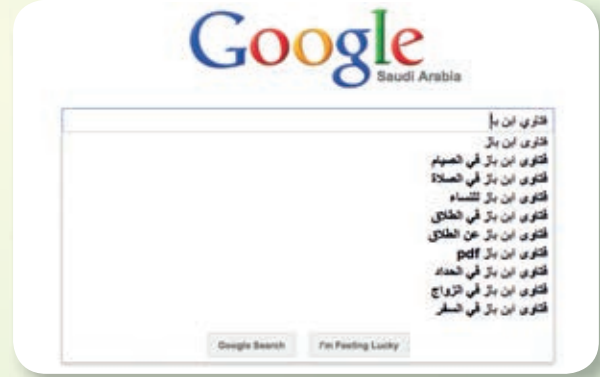 Google
Saudi Arabia
فتاوي ابن با
فتاوى ابن باز
فتاوى ابن باز في الصيام
فتاوى ابن باز في الصلاة
فتاوى ابن باز للنساء
فتاوى ابن باز في الطلاق
فتاوى ابن باز عن الطلاق
فتاوى ابن باز pdf
فتاوى ابن باز في الحداد
فتاوى ابن باز في الزواج
فتاوى ابن باز في السفر
Google Search
I'm Feeling Lucky